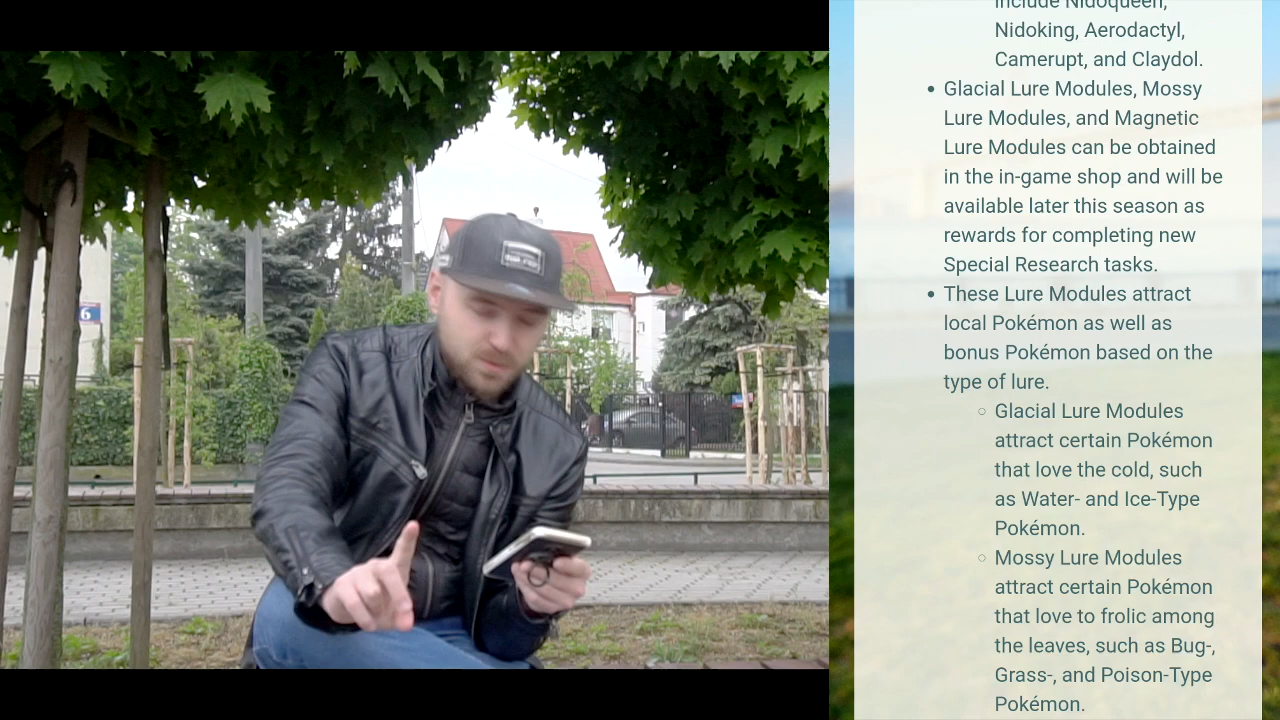 6
include Nidoqueen,
Nidoking, Aerodactyl,
Camerupt, and Claydol.
Glacial Lure Modules, Mossy
Lure Modules, and Magnetic
Lure Modules can be obtained
in the in-game shop and will be
available later this season as
rewards for completing new
Special Research tasks.
These Lure Modules attract
local Pokémon as well as
bonus Pokémon based on the
type of lure.
Glacial Lure Modules
attract certain Pokémon
that love the cold, such
as Water- and Ice-Type
Pokémon.
Mossy Lure Modules
attract certain Pokémon
that love to frolic among
the leaves, such as Bug-,
Grass-, and Poison-Type
Pokémon.